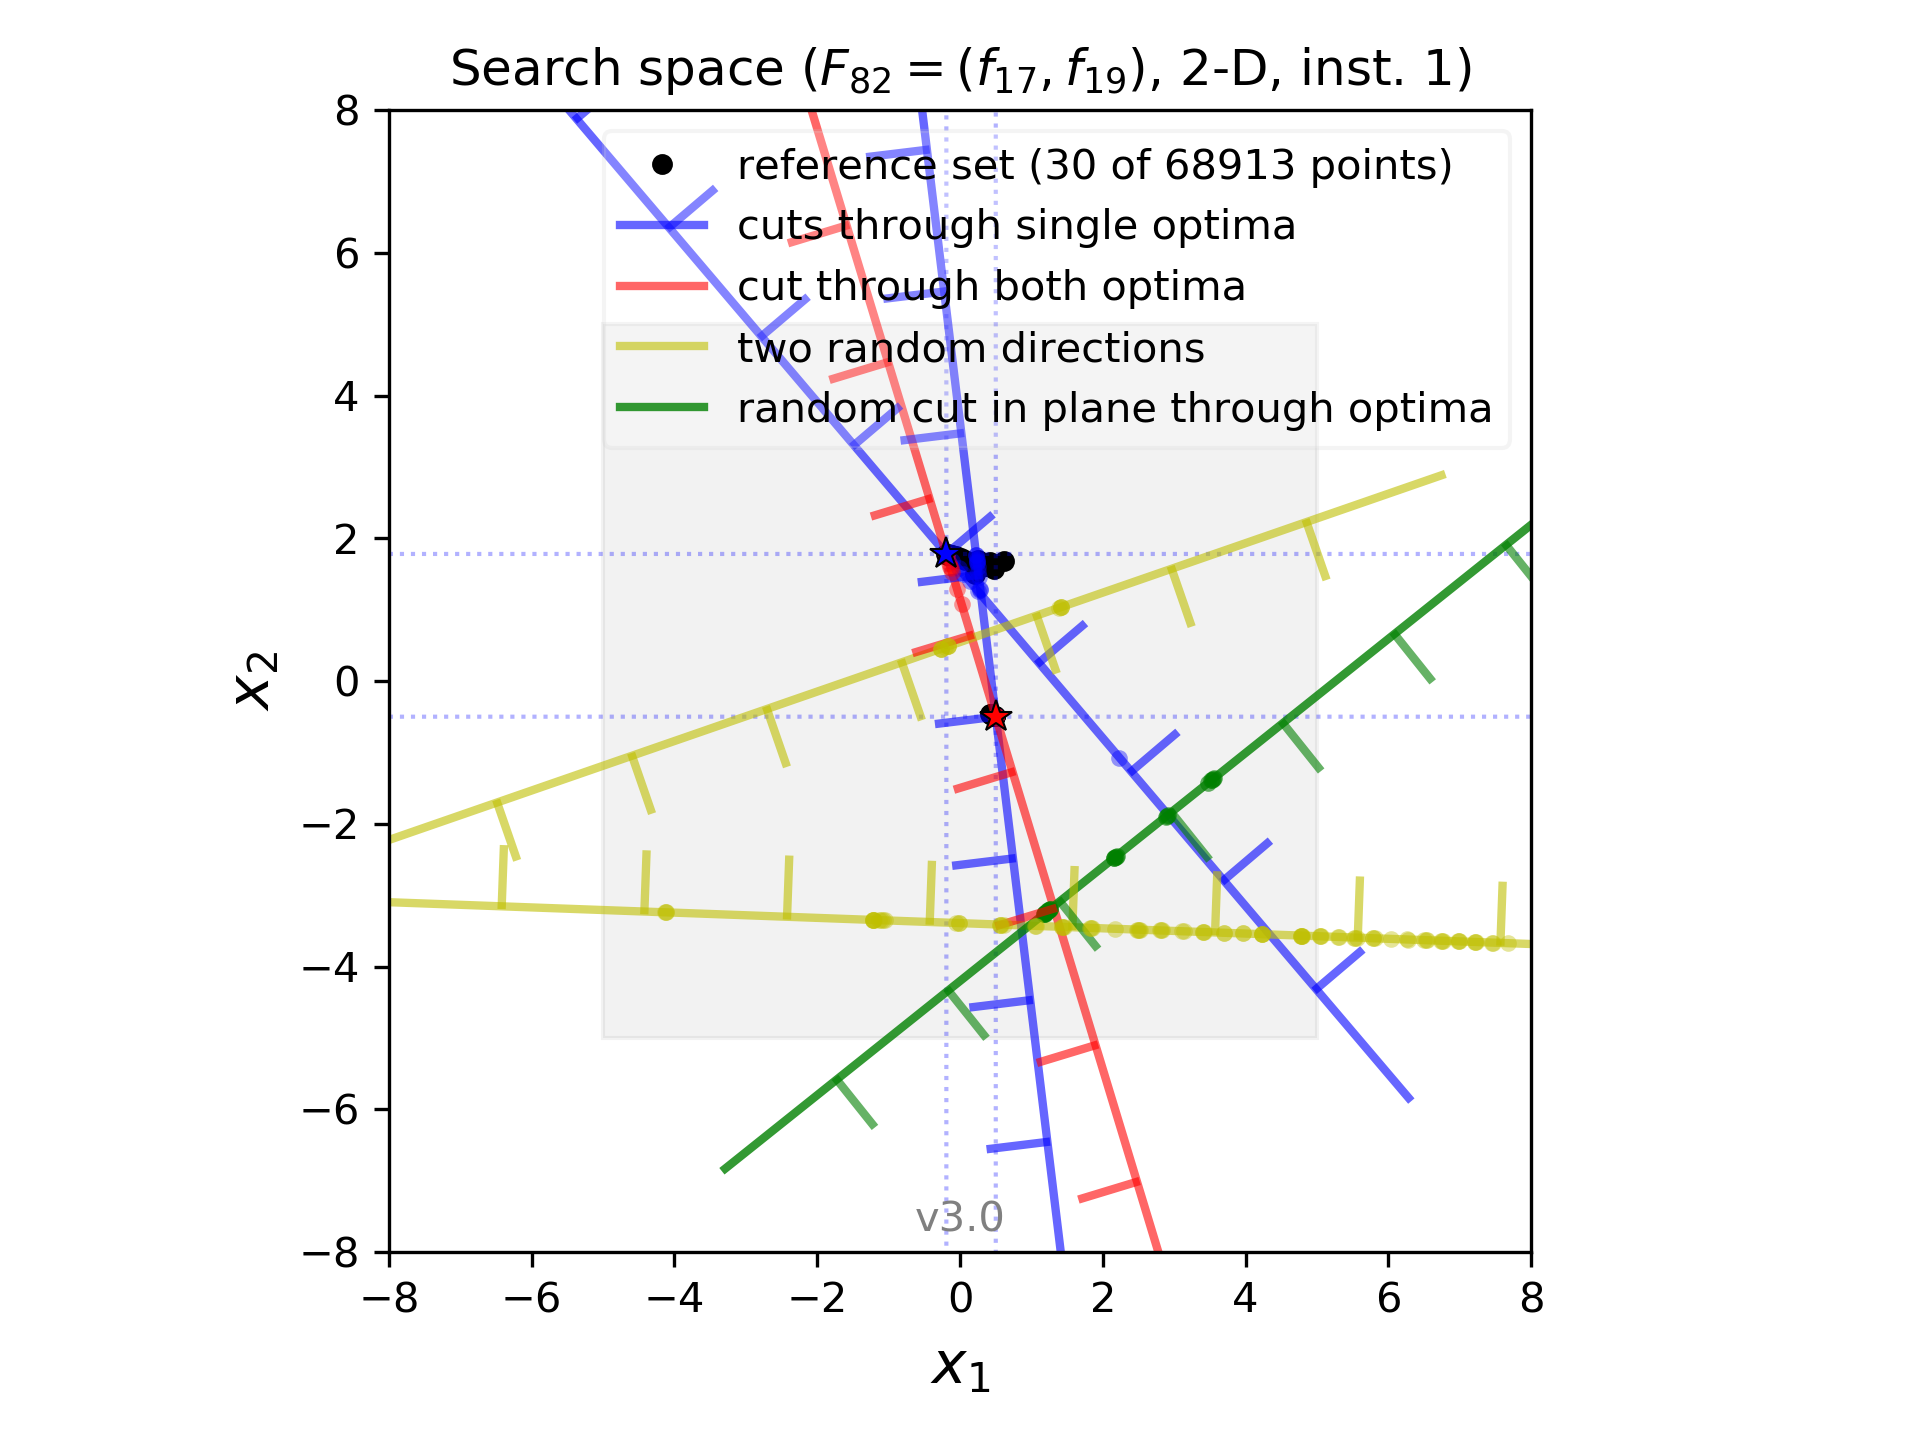 Search space (F82 = (f17, f19), 2-D, inst. 1)
8
6
4
2
0
−2
−4
−6
−8
x2
reference set (30 of 68913 points)
cuts through single optima
cut through both optima
two random directions
random cut in plane through optima
v3.0
−8 −6 −4 −2 0 2 4 6 8
x1